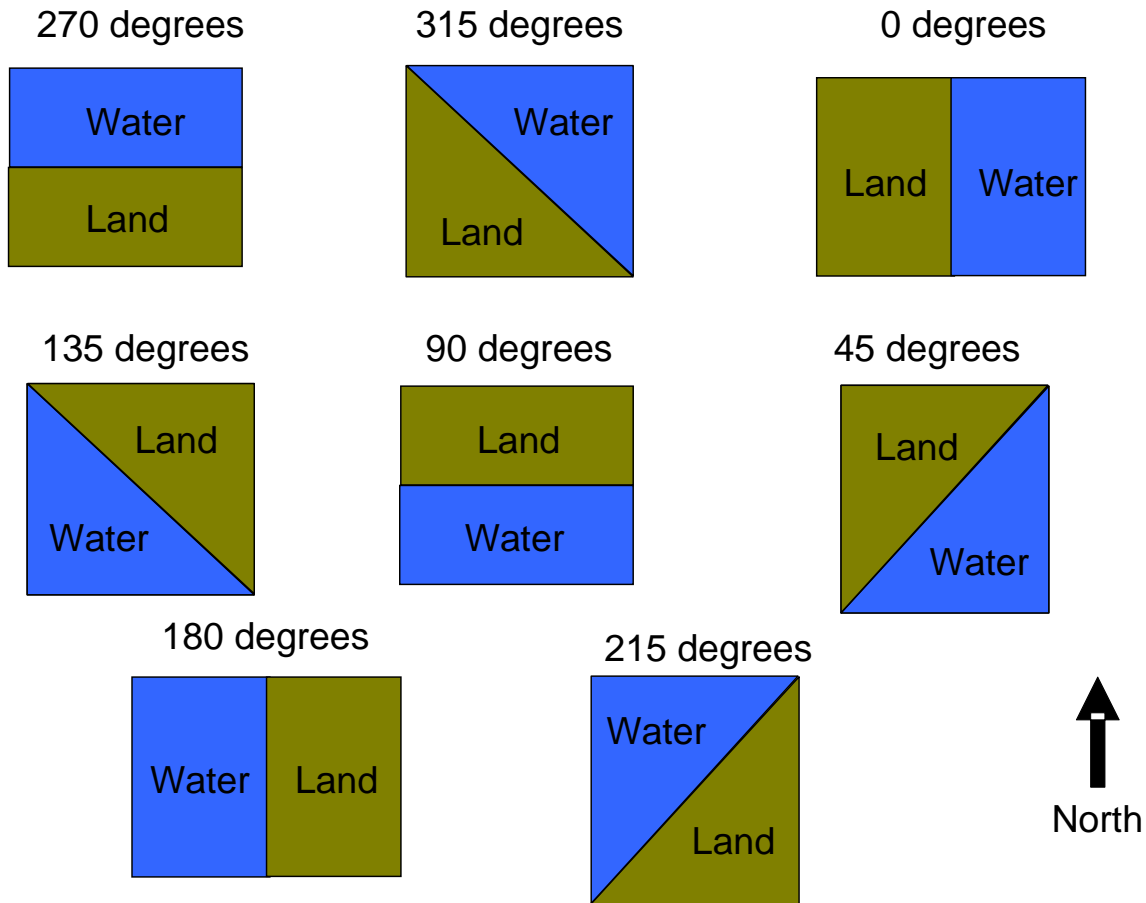 270 degrees
315 degrees
0 degrees
Water
Land
Water
Land
Land
Water
135 degrees
90 degrees
45 degrees
Land
Water
Land
Water
Land
Water
180 degrees
215 degrees
Water
Land
Water
Land
North